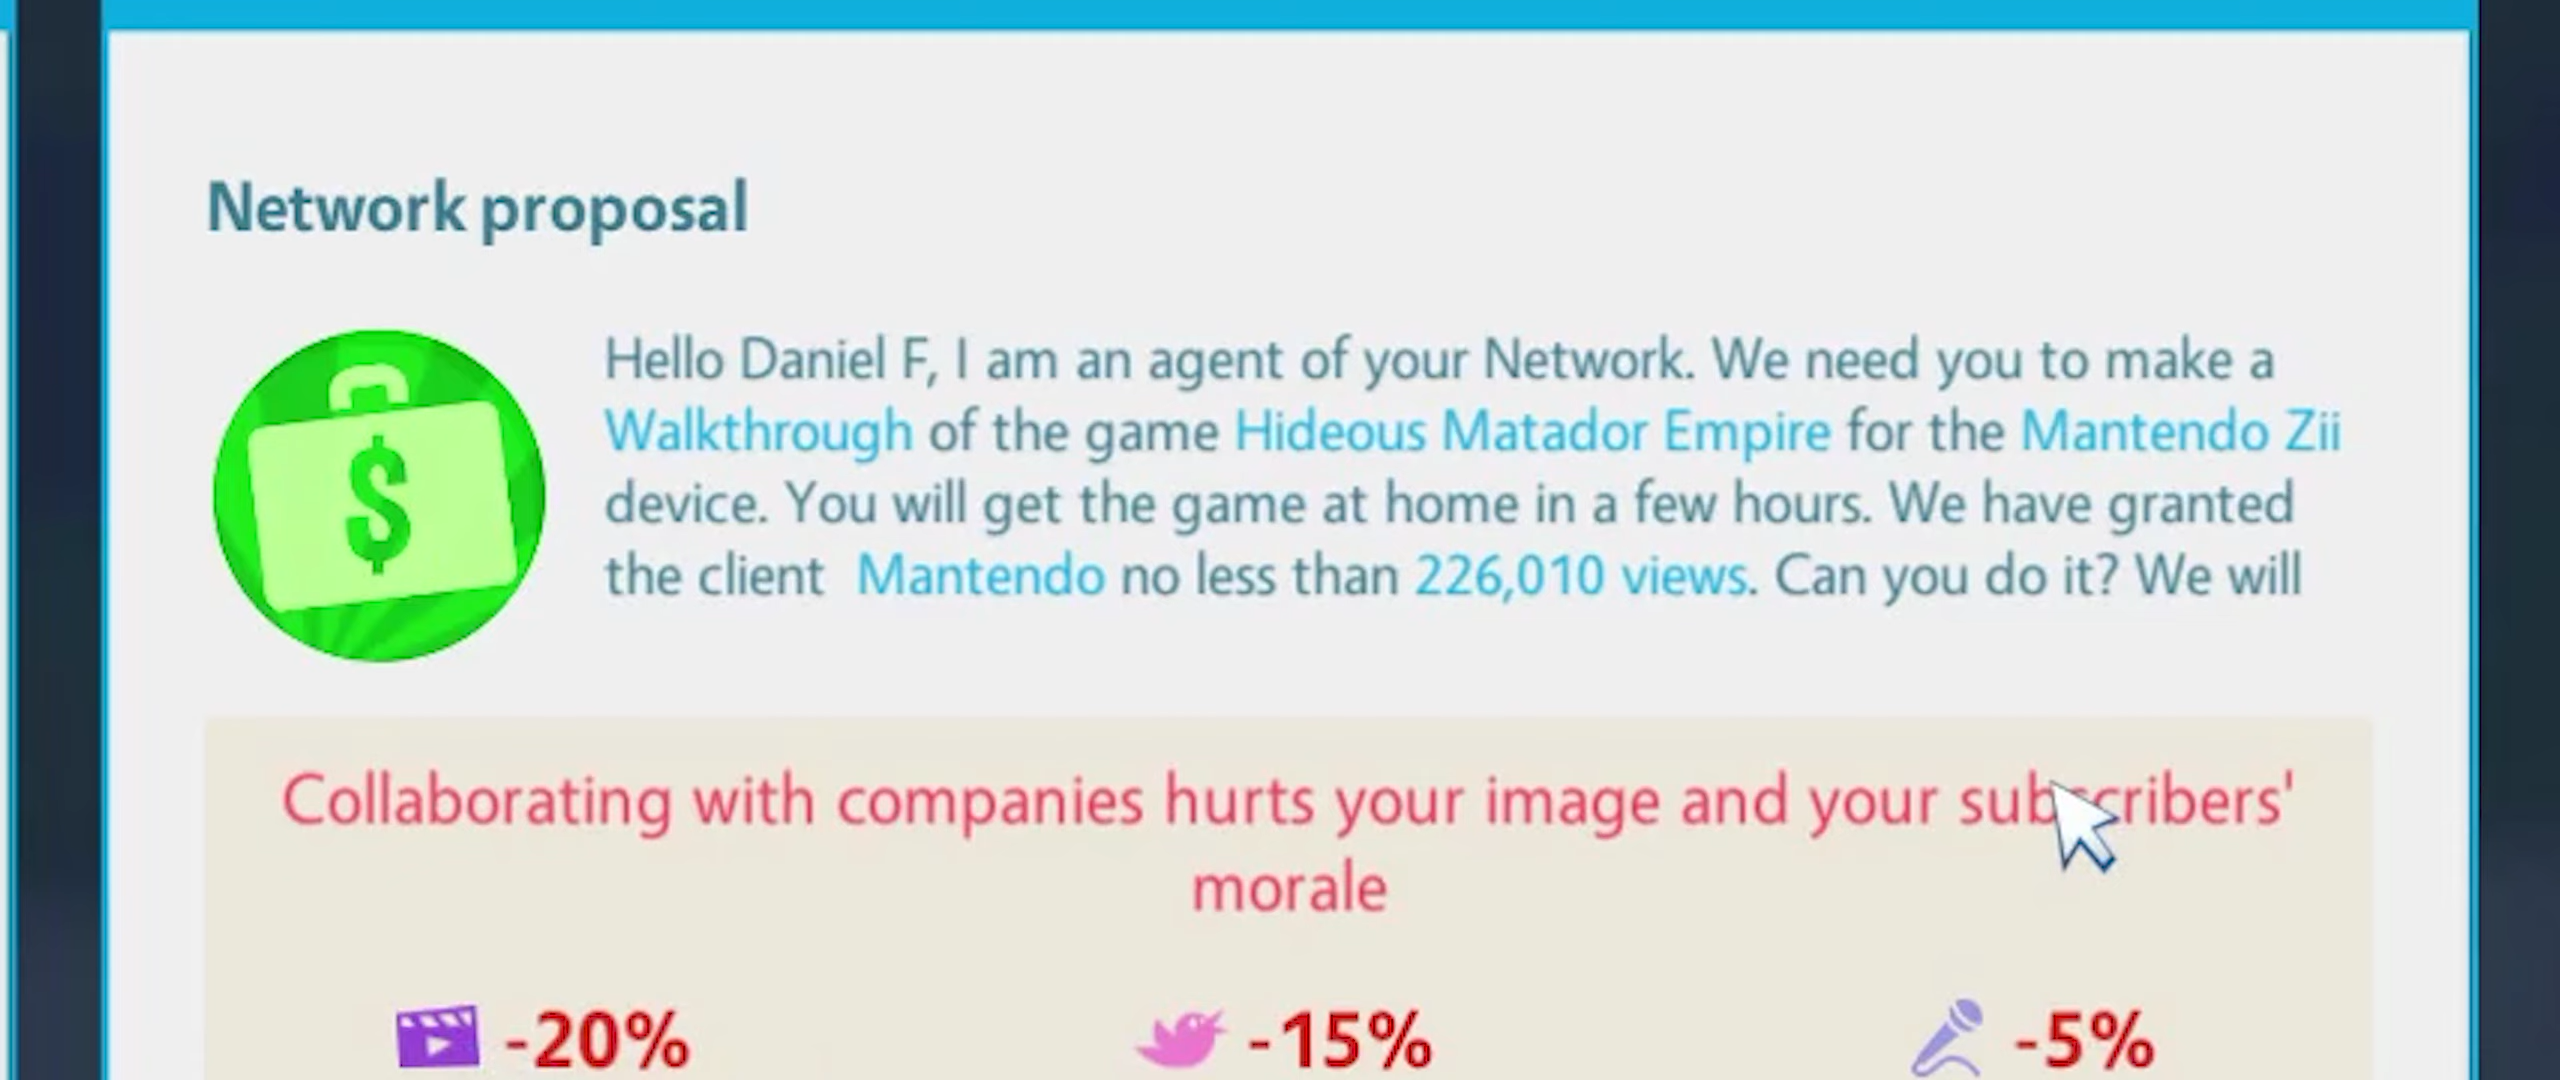 Network proposal
$
Hello Daniel F, I am an agent of your Network. We need you to make a
Walkthrough of the game Hideous Matador Empire for the Mantendo Zii
device. You will get the game at home in a few hours. We have granted
the client  Mantendo no less than 226,010 views. Can you do it? We will
Collaborating with companies hurts your image and your subscribers'
morale
-20% -15% -5%